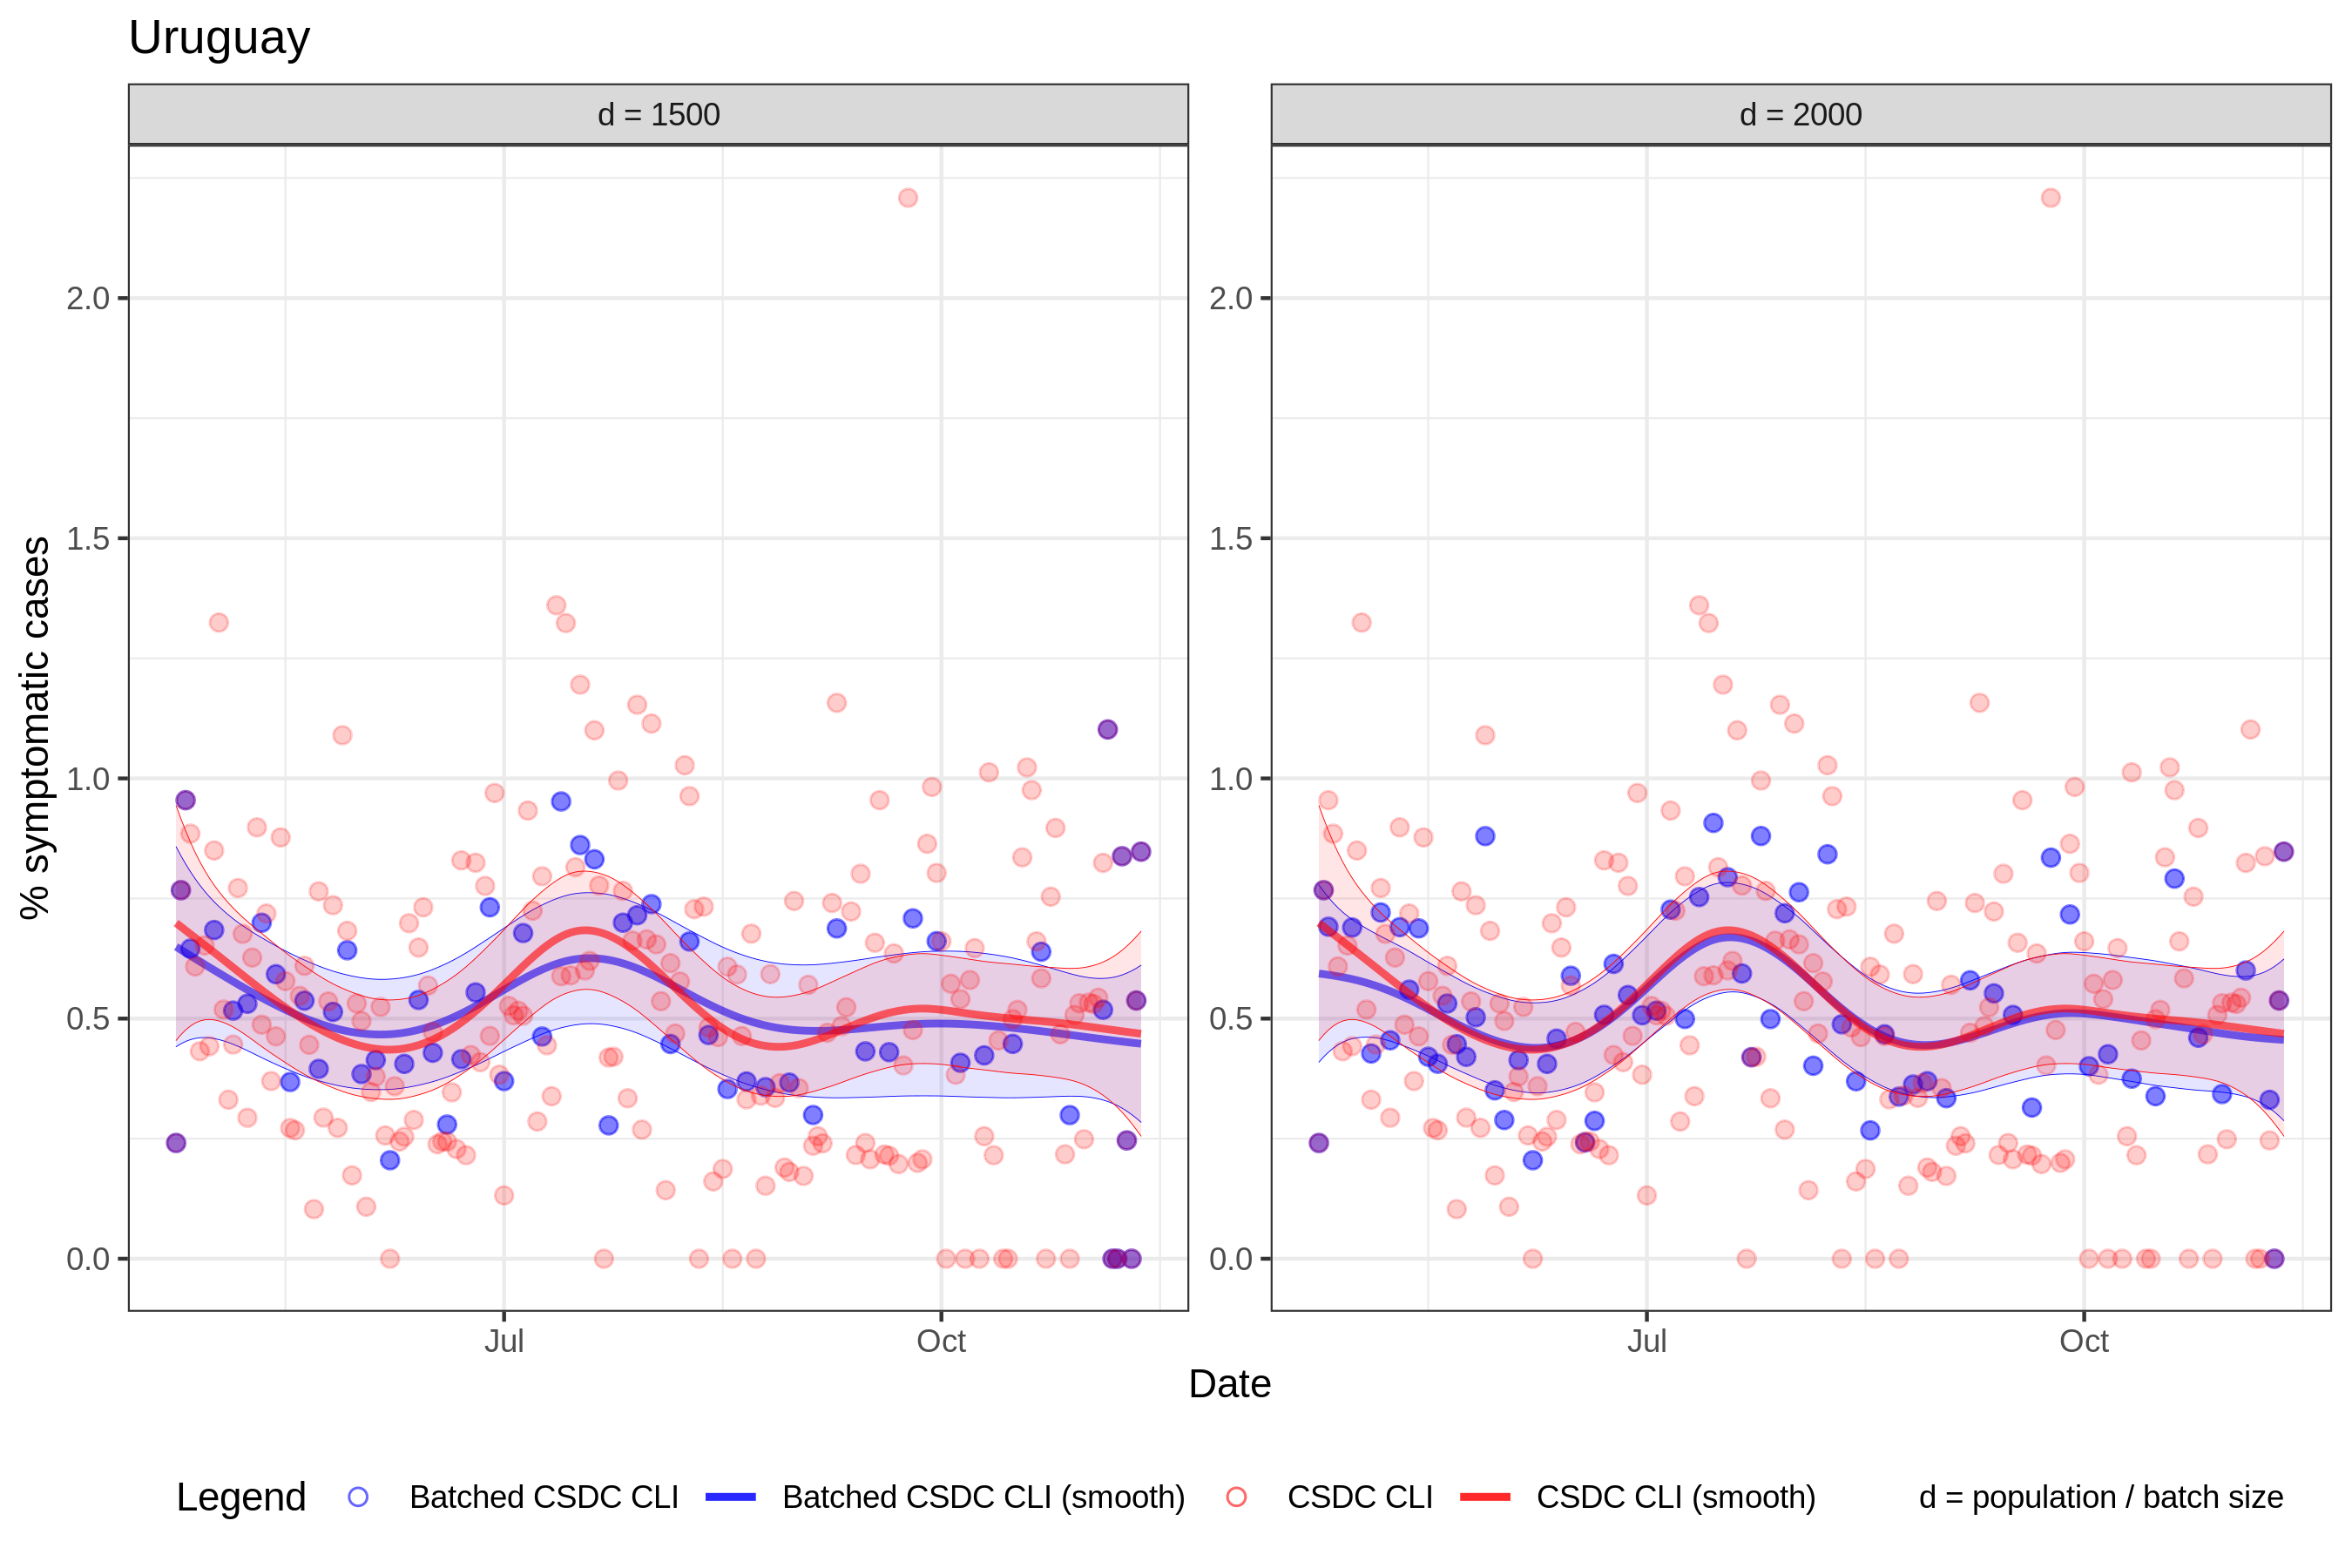 Uruguay
d = 1500
d = 2000
% symptomatic cases
2.0
1.5
1.0
0.5
0.0
2.0
1.5
1.0
0.5
0.0
Jul
Oct
Jul
Oct
Date
Legend
Batched CSDC CLI
Batched CSDC CLI (smooth)
CSDC CLI
CSDC CLI (smooth)
d = population / batch size